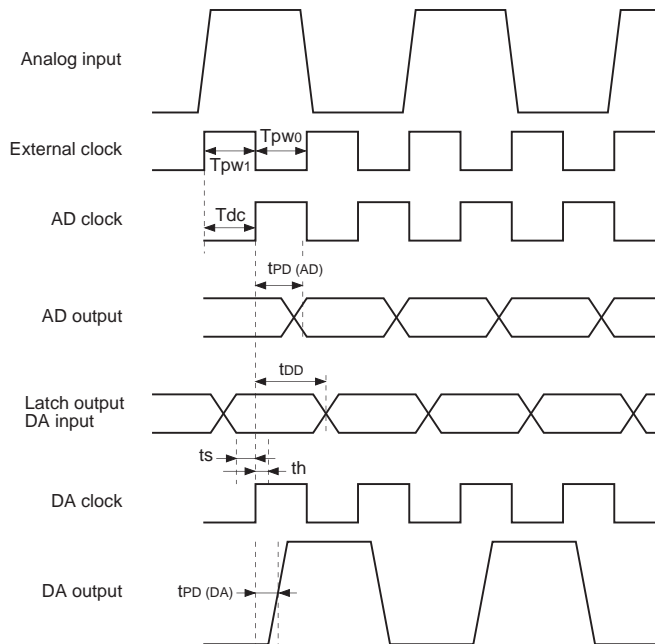 Analog input
External clock
Tpw1
Tpw0
AD clock
Tdc
tPD (AD)
AD output
tDD
Latch output
DA input
ts
th
DA clock
tPD (DA)
DA output